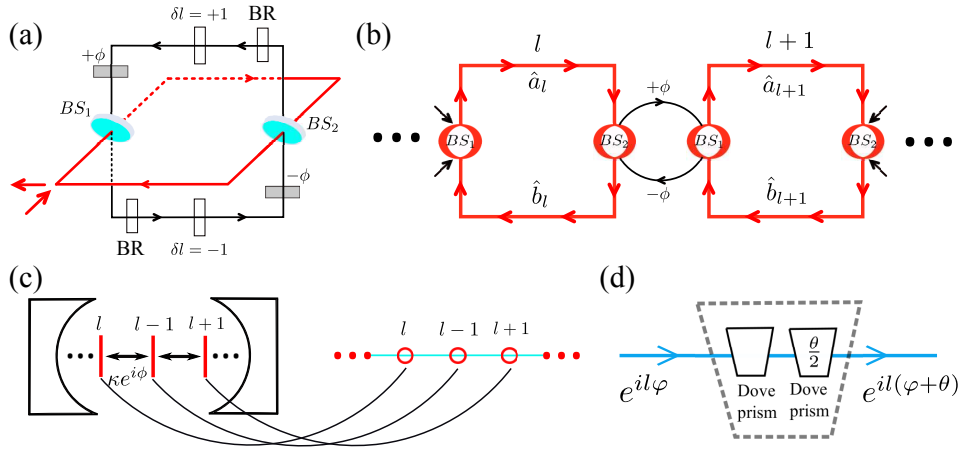 (a)
δl = +1
BR
+ϕ
BS₁
BS₂
−ϕ
BR
δl = −1
(b)
l
l + 1
â_l
+ϕ
â_{l+1}
BS₁
BS₂
BS₁
BS₂
b̂_l
−ϕ
b̂_{l+1}
(c)
l
l − 1
l + 1
κe^{iϕ}
l
l − 1
l + 1
(d)
θ/2
e^{ilφ}
e^{il(φ+θ)}
Dove
prism
Dove
prism